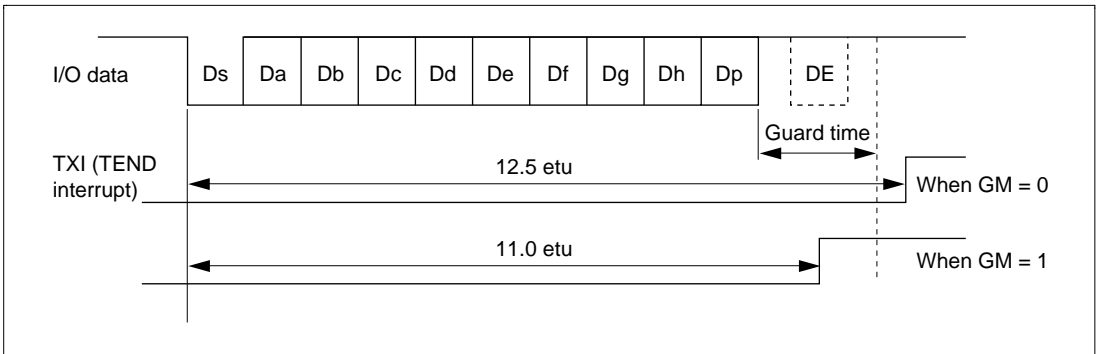 I/O data
Ds Da Db Dc Dd De Df Dg Dh Dp DE
Guard time
TXI (TEND
interrupt)
12.5 etu
When GM = 0
11.0 etu
When GM = 1